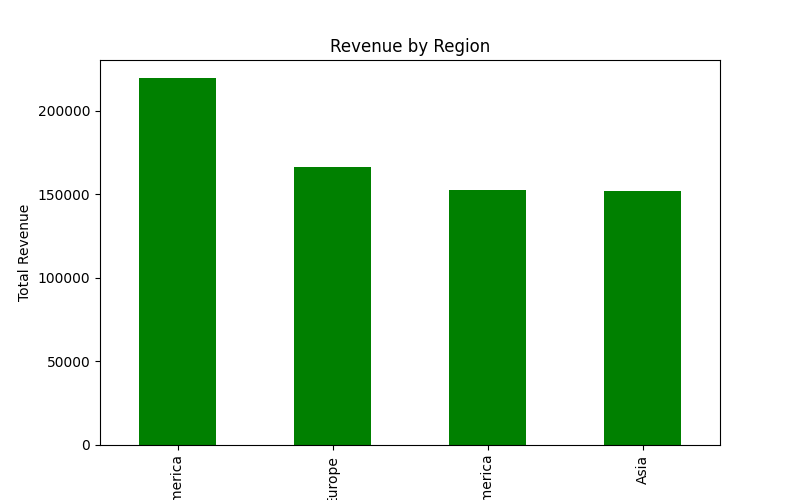 Revenue by Region
Total Revenue
200000
150000
100000
50000
0
merica
Europe
merica
Asia